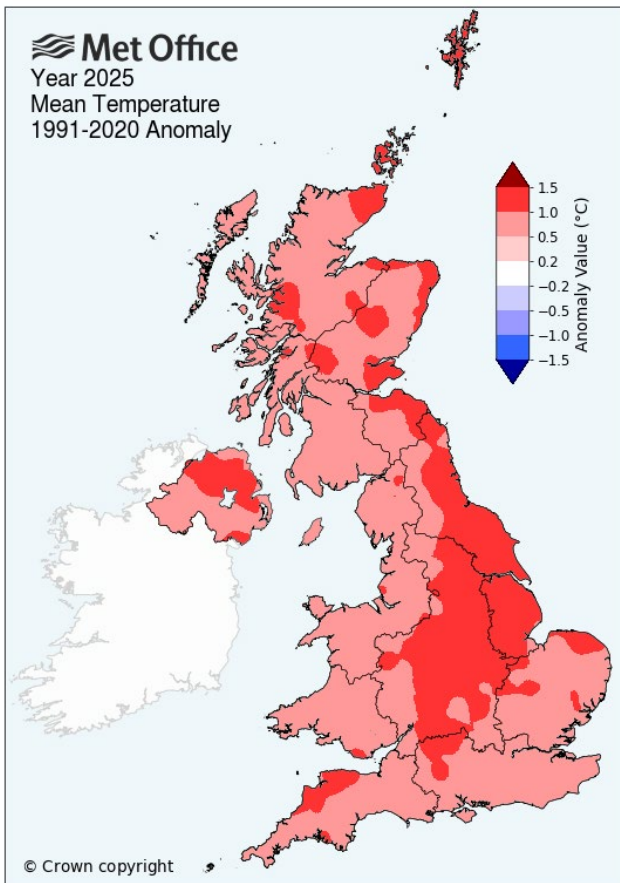 Met Office
Year 2025
Mean Temperature
1991-2020 Anomaly
1.5
1.0
0.5
0.2
−0.2
−0.5
−1.0
−1.5
Anomaly Value (°C)
© Crown copyright